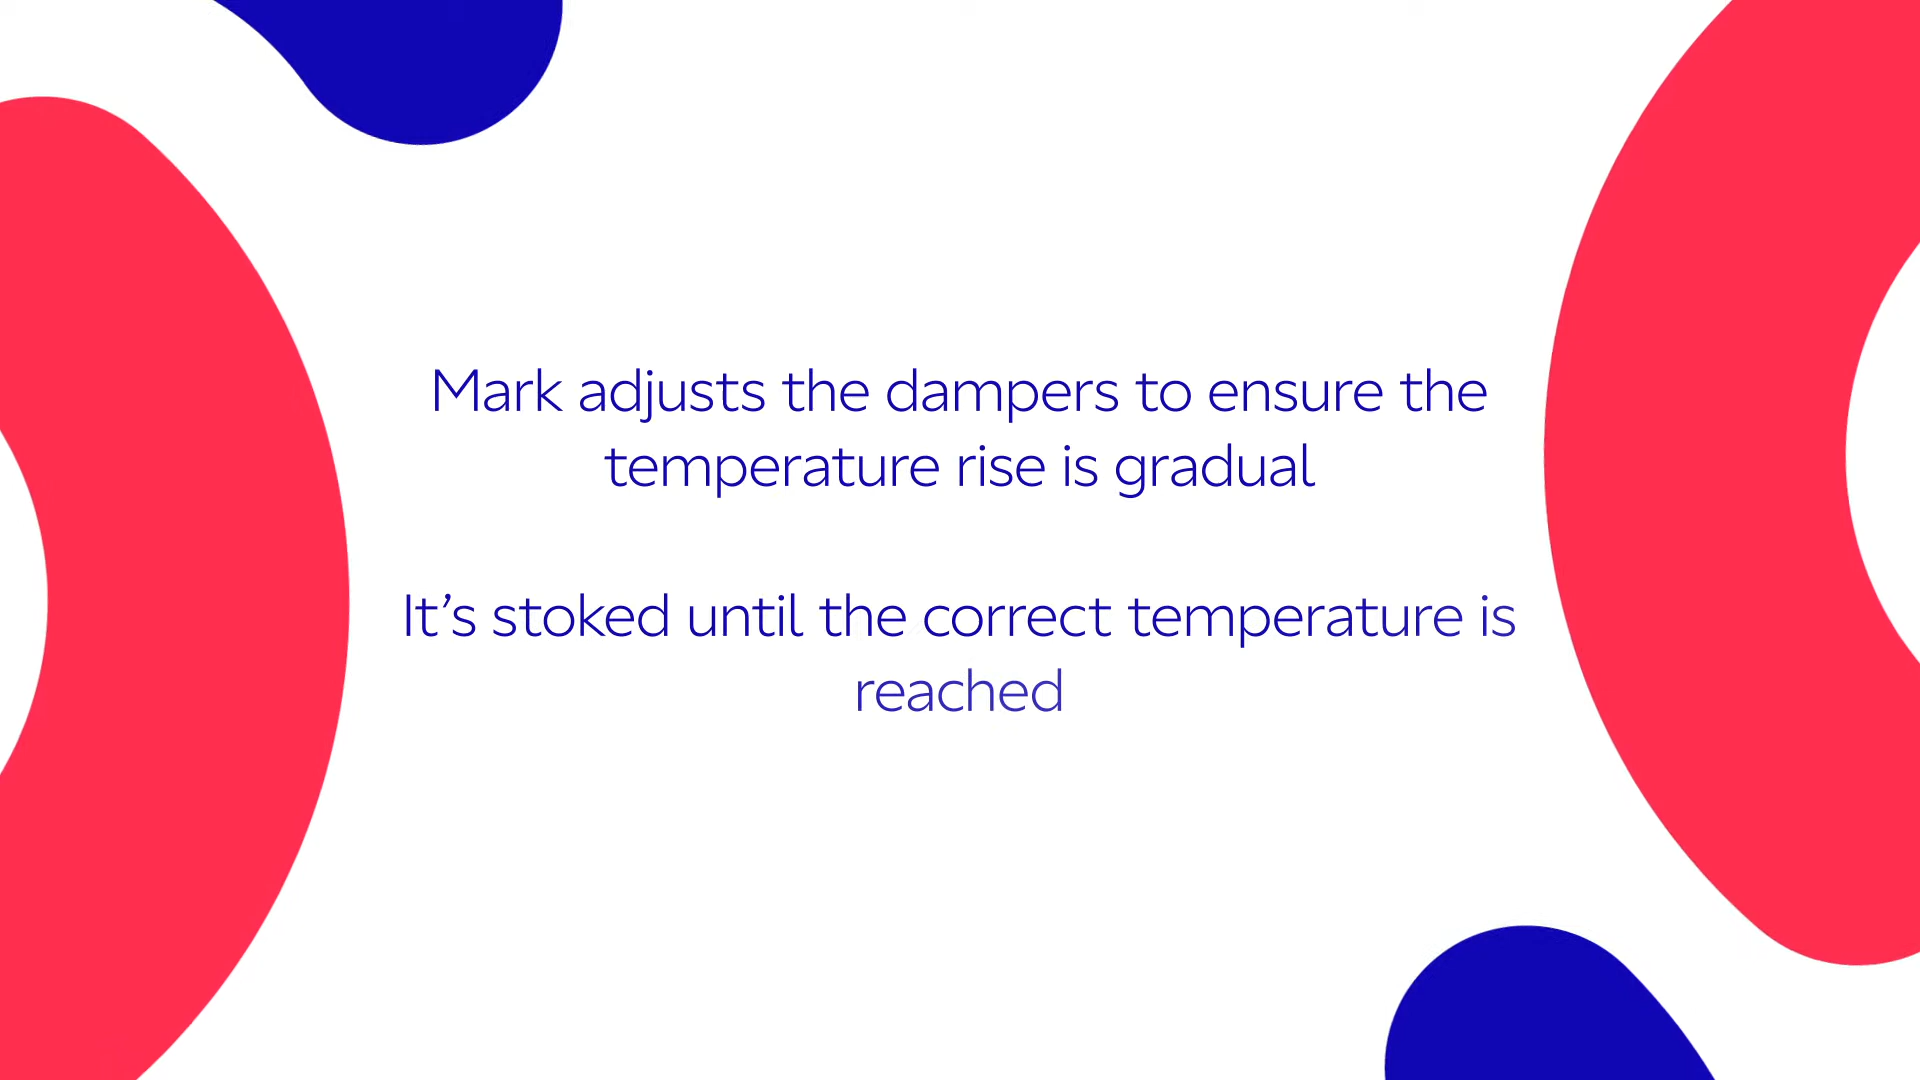 Mark adjusts the dampers to ensure the
temperature rise is gradual
It’s stoked until the correct temperature is
reached